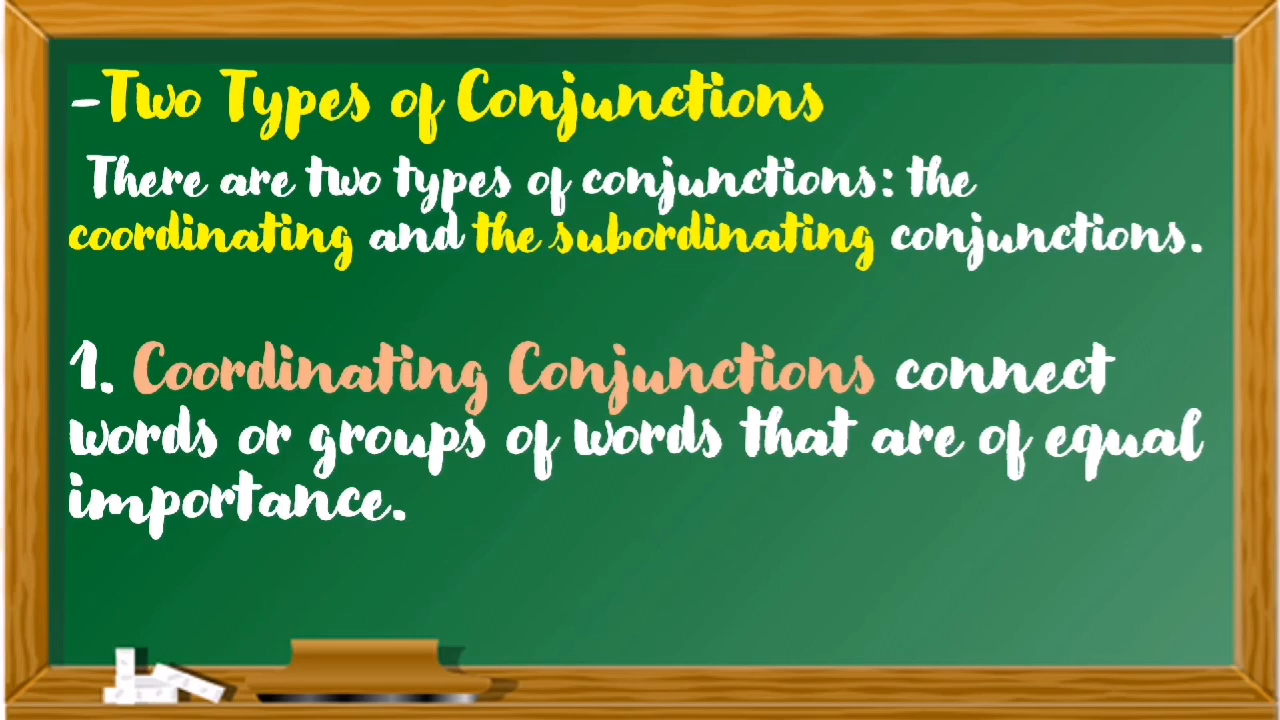 -Two Types of Conjunctions
There are two types of conjunctions: the
coordinating and the subordinating conjunctions.
1. Coordinating Conjunctions connect
words or groups of words that are of equal
importance.